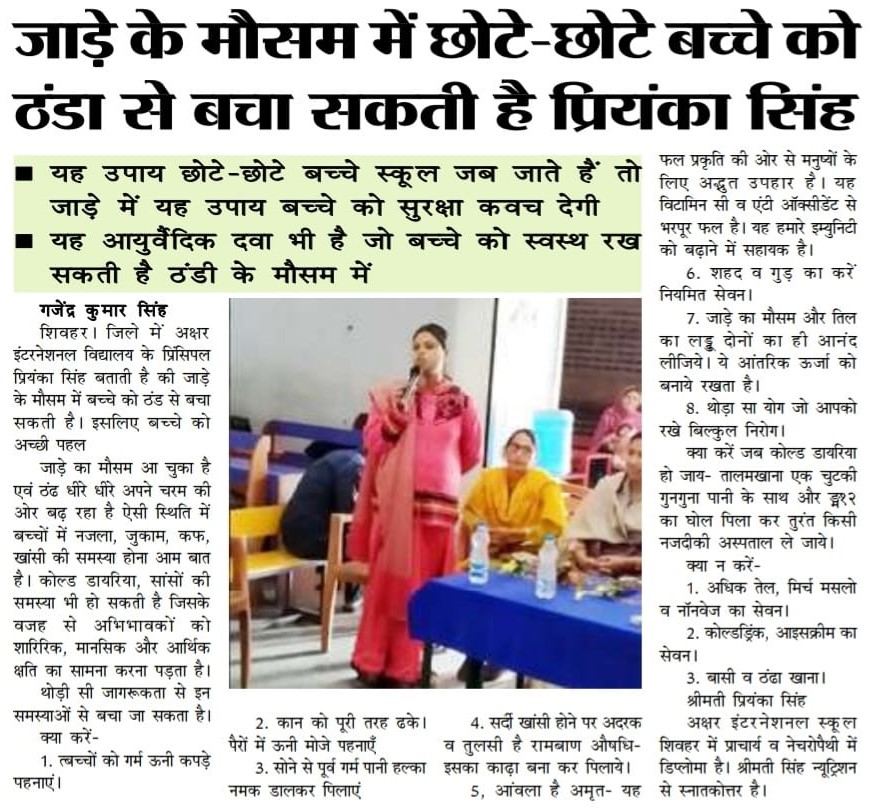 जाड़े के मौसम में छोटे-छोटे बच्चे को
ठंडा से बचा सकती है प्रियंका सिंह
■ यह उपाय छोटे-छोटे बच्चे स्कूल जब जाते हैं तो
जाड़े में यह उपाय बच्चे को सुरक्षा कवच देगी
■ यह आयुर्वैदिक दवा भी है जो बच्चे को स्वस्थ रख
सकती है ठंडी के मौसम में
गजेंद्र कुमार सिंह
शिवहर। जिले में अक्षर
इंटरनेशनल विद्यालय के प्रिंसिपल
प्रियंका सिंह बताती है की जाड़े
के मौसम में बच्चे को ठंड से बचा
सकती है। इसलिए बच्चे को
अच्छी पहल
जाड़े का मौसम आ चुका है
एवं ठंढ धीरे धीरे अपने चरम की
ओर बढ़ रहा है ऐसी स्थिति में
बच्चों में नजला, जुकाम, कफ,
खांसी की समस्या होना आम बात
है। कोल्ड डायरिया, सांसों की
समस्या भी हो सकती है जिसके
वजह से अभिभावकों को
शारिरिक, मानसिक और आर्थिक
क्षति का सामना करना पड़ता है।
थोड़ी सी जागरूकता से इन
समस्याओं से बचा जा सकता है।
क्या करें-
1. त्बच्चों को गर्म ऊनी कपड़े
पहनाएं।
2. कान को पूरी तरह ढके।
पैरों में ऊनी मोजे पहनाएँ
3. सोने से पूर्व गर्म पानी हल्का
नमक डालकर पिलाएं
4. सर्दी खांसी होने पर अदरक
व तुलसी है रामबाण औषधि-
इसका काढ़ा बना कर पिलाये।
5, आंवला है अमृत- यह
फल प्रकृति की ओर से मनुष्यों के
लिए अद्भुत उपहार है। यह
विटामिन सी व एंटी ऑक्सीडेंट से
भरपूर फल है। यह हमारे इम्युनिटी
को बढ़ाने में सहायक है।
6. शहद व गुड़ का करें
नियमित सेवन।
7. जाड़े का मौसम और तिल
का लड्डू दोनों का ही आनंद
लीजिये। ये आंतरिक ऊर्जा को
बनाये रखता है।
8. थोड़ा सा योग जो आपको
रखे बिल्कुल निरोग।
क्या करें जब कोल्ड डायरिया
हो जाय- तालमखाना एक चुटकी
गुनगुना पानी के साथ और
का घोल पिला कर तुरंत किसी
नजदीकी अस्पताल ले जाये।
क्या न करें-
1. अधिक तेल, मिर्च मसलो
व नॉनवेज का सेवन।
2. कोल्डड्रिंक, आइसक्रीम का
सेवन।
3. बासी व ठंढा खाना।
श्रीमती प्रियंका सिंह
अक्षर इंटरनेशनल स्कूल
शिवहर में प्राचार्य व नेचरोपैथी में
डिप्लोमा है। श्रीमती सिंह न्यूट्रिशन
से स्नातकोत्तर है।